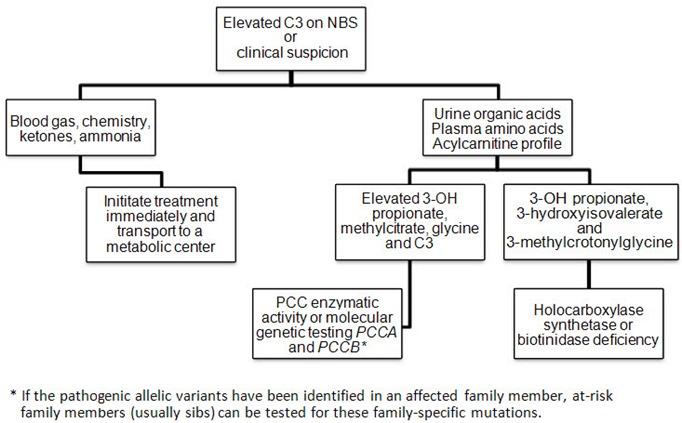 Elevated C3 on NBS
or
clinical suspicion
Blood gas, chemistry,
ketones, ammonia
Urine organic acids
Plasma amino acids
Acylcarnitine profile
Inititate treatment
immediately and
transport to a
metabolic center
Elevated 3-OH
propionate,
methylcitrate, glycine
and C3
3-OH propionate,
3-hydroxyisovalerate
and
3-methylcrotonylglycine
PCC enzymatic
activity or molecular
genetic testing PCCA
and PCCB*
Holocarboxylase
synthetase or
biotinidase deficiency
* If the pathogenic allelic variants have been identified in an affected family member, at-risk
family members (usually sibs) can be tested for these family-specific mutations.